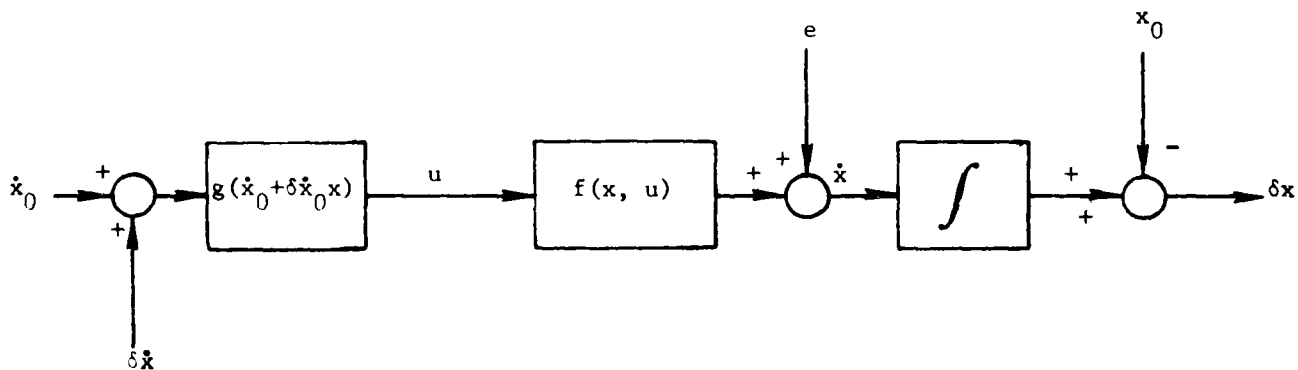 e
x₀
ẋ₀
+
+
g(ẋ₀+δẋ₀x)
u
f(x, u)
+
+
ẋ
∫
+
+
-
δx
δẋ